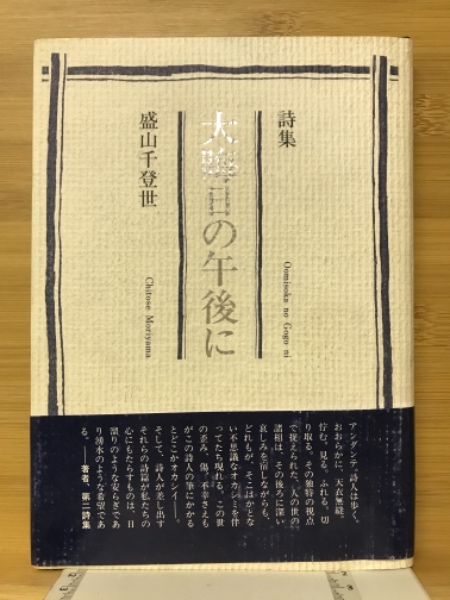 詩集
Oomisoka no Gogo ni
大晦日の午後に
盛山千登世
Chitose Moriyama
アンダンテ。詩人は歩く。
おおらかに、天衣無縫。
佇む。見る。ふれる。切
り取る。その独特の視点
で捉えられた、人の世の
諸相は、その後ろに深い
哀しみを宿しながらも、
どれもが、そこはかとな
い不思議なオカシミを伴
ってたち現れる。この世
の歪み、傷、不幸さえも
がこの詩人の筆にかかる
とどこかオカシイ――。
そして、詩人が差し出す
それらの詩篇が私たちの
心にもたらすものは、日
溜りのような安らぎであ
り湧水のような希望であ
る。――著者、第二詩集